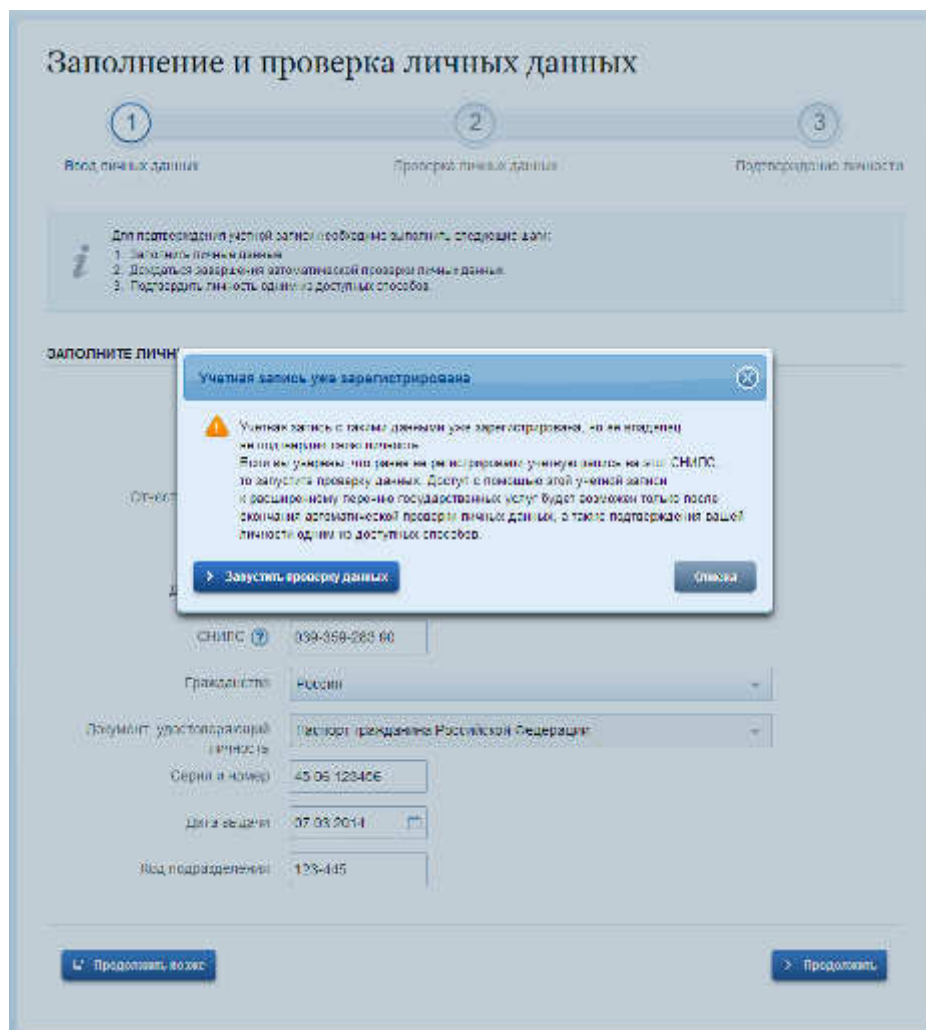 Заполнение и проверка личных данных
1
2
3
Ввод личных данных
Проверка личных данных
Подтверждение личности
Для подтверждения учетной записи необходимо выполнить следующие шаги:
1. Заполнить личные данные
2. Дождаться завершения автоматической проверки личных данных.
3. Подтвердить личность одним из доступных способов.
ЗАПОЛНИТЕ ЛИЧН
Учетная запись уже зарегистрирована
Учетная запись с такими данными уже зарегистрирована, но ее владелец
не подтвердил свою личность.
Если вы уверены, что ранее не регистрировали учетную запись на этот СНИЛС,
то запустите проверку данных. Доступ с помощью этой учетной записи
к расширенному перечню государственных услуг будет возможен только после
окончания автоматической проверки личных данных, а также подтверждения вашей
личности одним из доступных способов.
Отчест
Запустить проверку данных
Отмена
СНИЛС ?
039-359-283 60
Гражданство
Россия
Документ, удостоверяющий
личность
Паспорт гражданина Российской Федерации
Серия и номер
45 06 123456
Дата выдачи
07.03.2014
Код подразделения
123-445
Продолжить позже
Продолжить